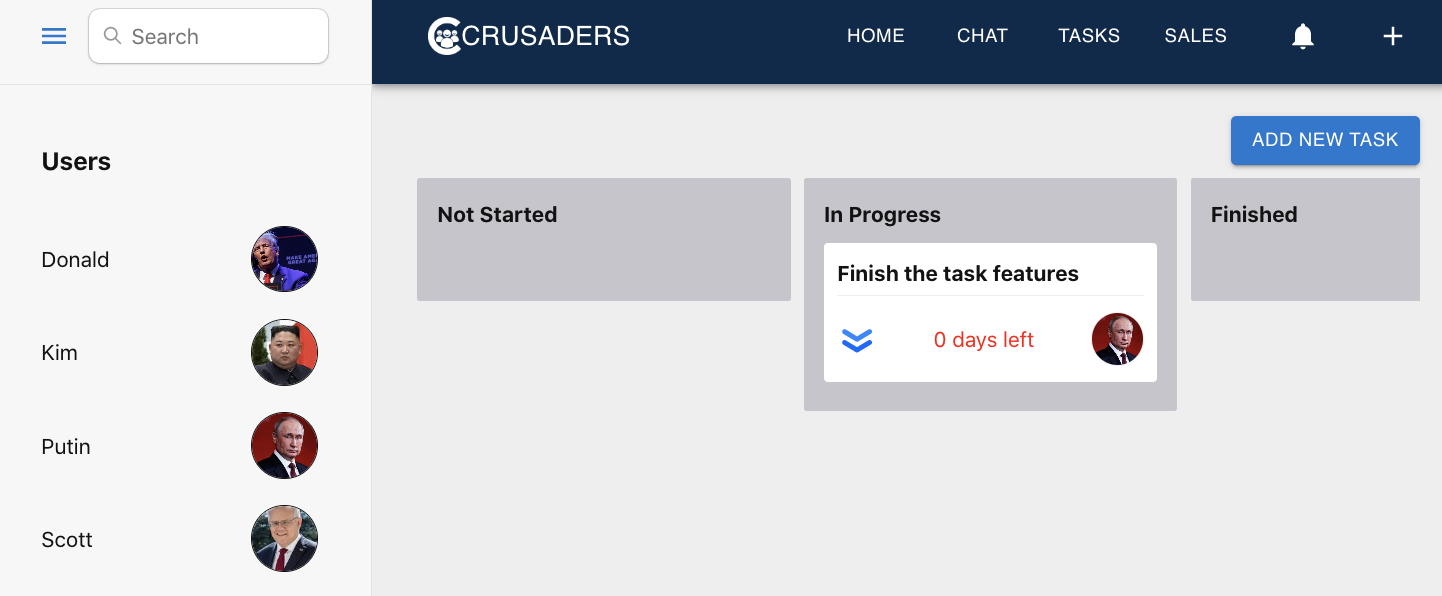 Search
CRUSADERS
HOME
CHAT
TASKS
SALES
ADD NEW TASK
Users
Donald
Kim
Putin
Scott
Not Started
In Progress
Finish the task features
0 days left
Finished